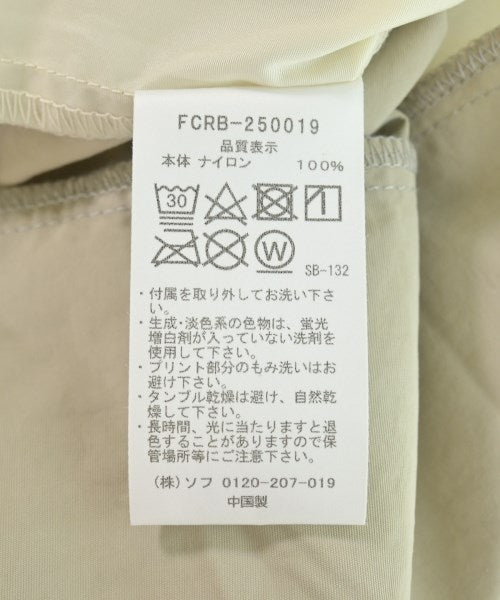 FCRB-250019
品質表示
本体 ナイロン 100%
30
W
SB-132
・付属を取り外してお洗い下さ
い。
・生成・淡色系の色物は、蛍光
増白剤が入っていない洗剤を
使用して下さい。
・プリント部分のもみ洗いはお
避け下さい。
・タンブル乾燥は避け、自然乾
燥して下さい。
・長時間、光に当たりますと退
色することがありますので保
管場所等にご注意下さい。
(株)ソフ 0120-207-019
中国製